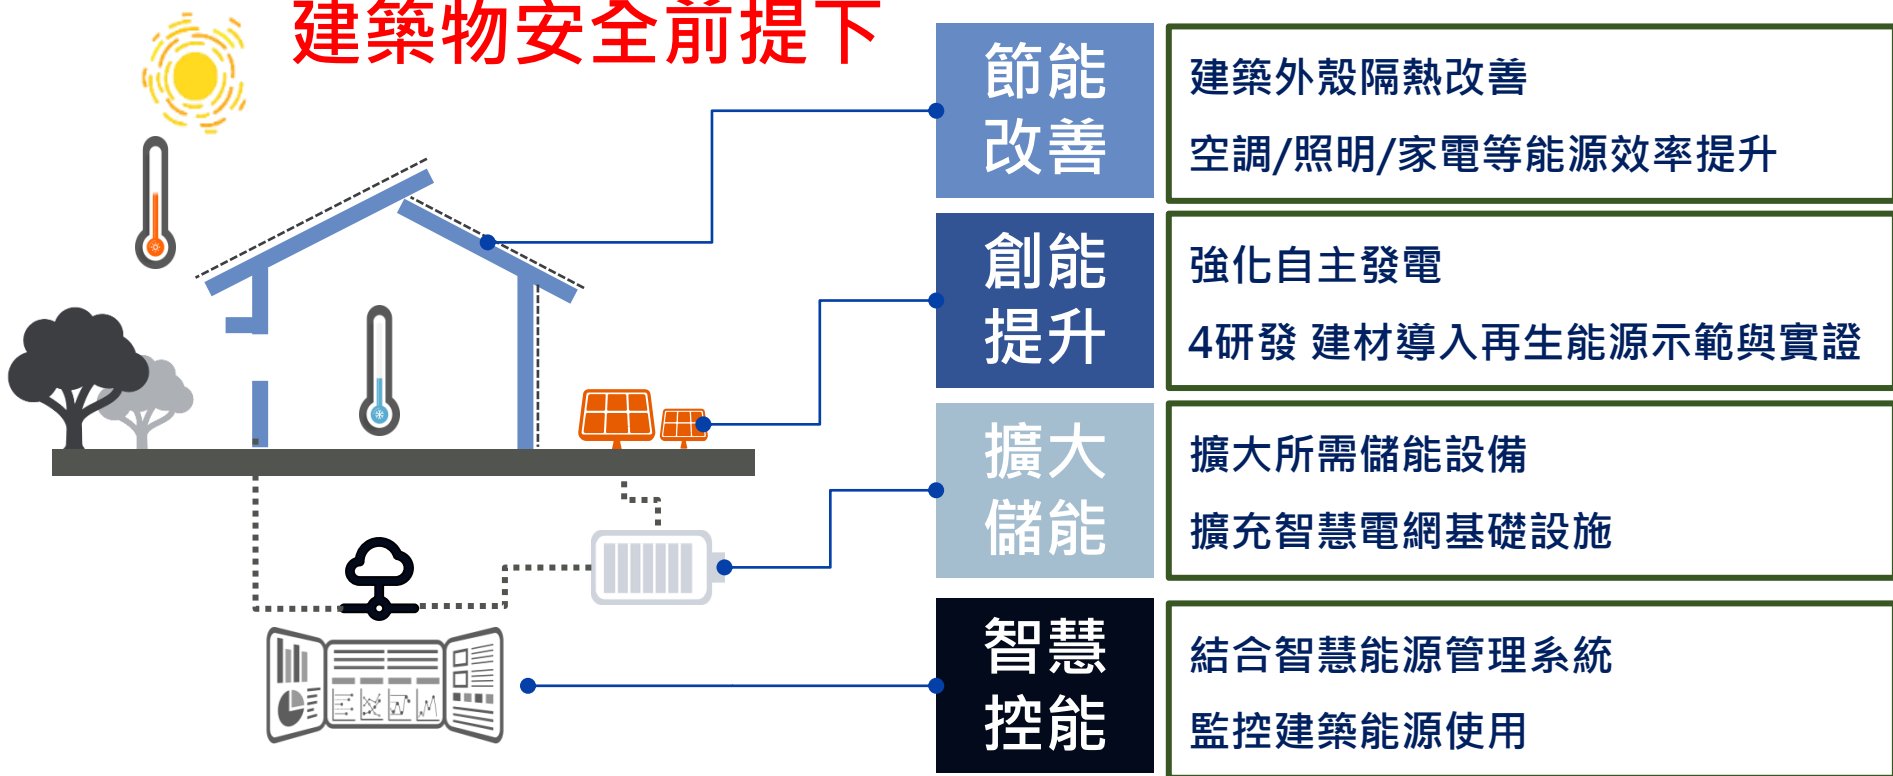 建築物安全前提下
節能
改善
建築外殼隔熱改善
空調/照明/家電等能源效率提升
創能
提升
強化自主發電
4研發 建材導入再生能源示範與實證
擴大
儲能
擴大所需儲能設備
擴充智慧電網基礎設施
智慧
控能
結合智慧能源管理系統
監控建築能源使用